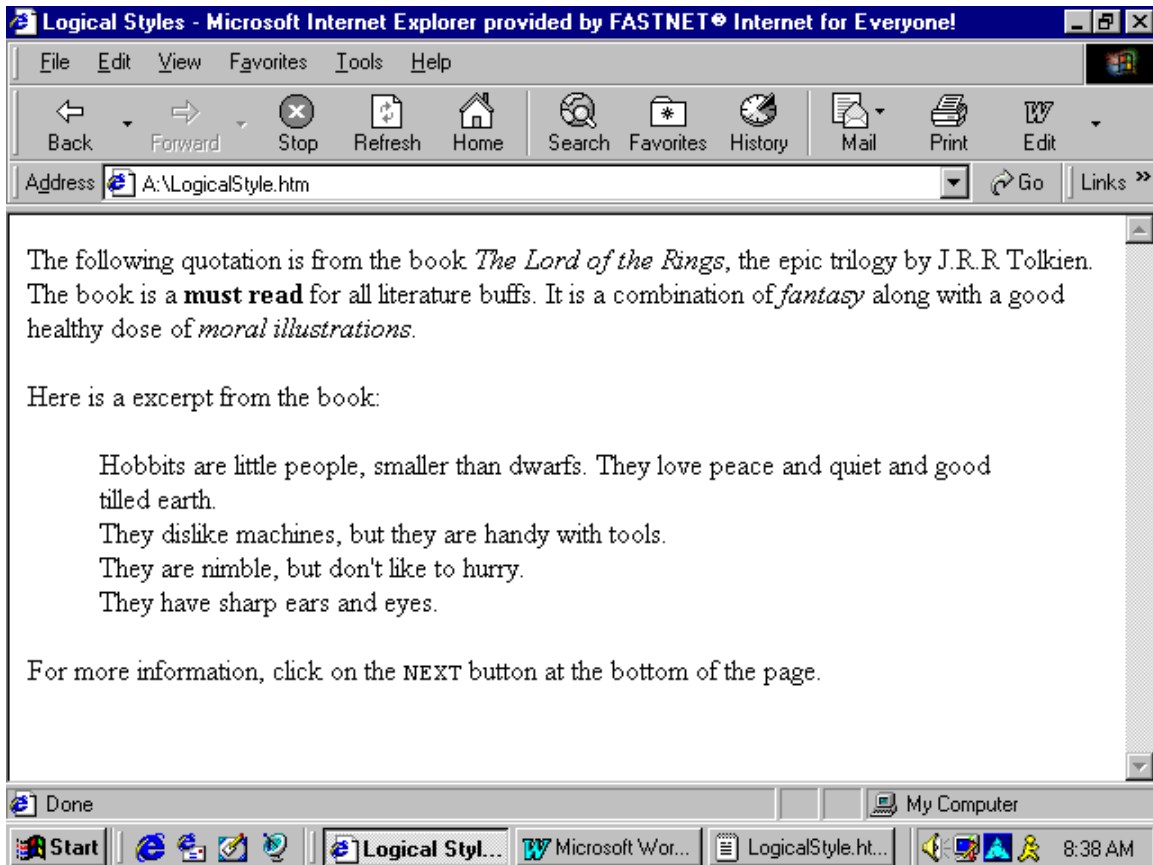 Logical Styles - Microsoft Internet Explorer provided by FASTNET® Internet for Everyone!
File Edit View Favorites Tools Help
Back Forward Stop Refresh Home Search Favorites History Mail Print Edit
Address A:\LogicalStyle.htm Go Links »
The following quotation is from the book The Lord of the Rings, the epic trilogy by J.R.R Tolkien.
The book is a must read for all literature buffs. It is a combination of fantasy along with a good
healthy dose of moral illustrations.
Here is a excerpt from the book:
Hobbits are little people, smaller than dwarfs. They love peace and quiet and good
tilled earth.
They dislike machines, but they are handy with tools.
They are nimble, but don't like to hurry.
They have sharp ears and eyes.
For more information, click on the NEXT button at the bottom of the page.
Done My Computer
Start Logical Styl... Microsoft Wor... LogicalStyle.ht... 8:38 AM